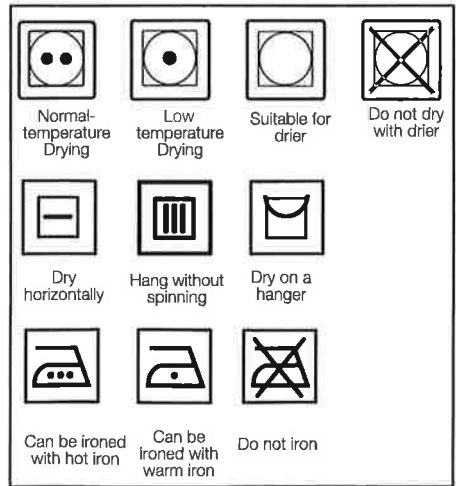 Normal-
temperature
Drying
Low
temperature
Drying
Suitable for
drier
Do not dry
with drier
Dry
horizontally
Hang without
spinning
Dry on a
hanger
Can be ironed
with hot iron
Can be
ironed with
warm iron
Do not iron